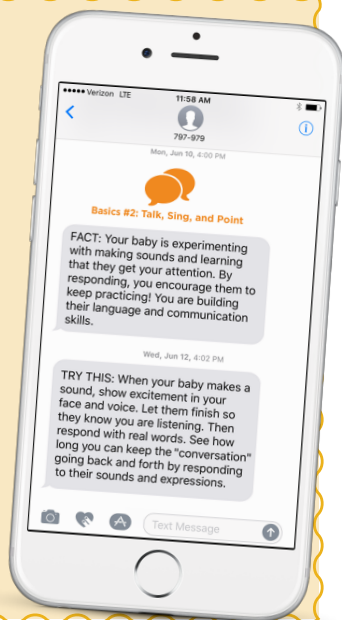 Verizon LTE
11:58 AM
797-979
Mon, Jun 10, 4:00 PM
Basics #2: Talk, Sing, and Point
FACT: Your baby is experimenting
with making sounds and learning
that they get your attention. By
responding, you encourage them to
keep practicing! You are building
their language and communication
skills.
Wed, Jun 12, 4:02 PM
TRY THIS: When your baby makes a
sound, show excitement in your
face and voice. Let them finish so
they know you are listening. Then
respond with real words. See how
long you can keep the "conversation"
going back and forth by responding
to their sounds and expressions.
Text Message